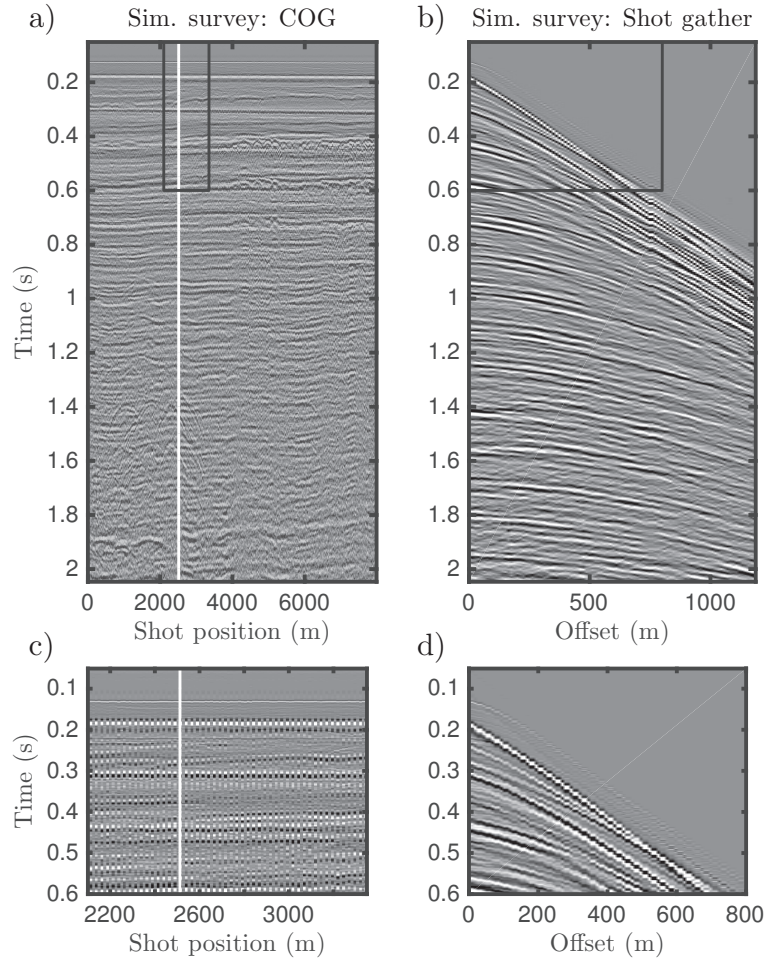 a) Sim. survey: COG
b) Sim. survey: Shot gather
Time (s)
0.2
0.4
0.6
0.8
1
1.2
1.4
1.6
1.8
2
0 2000 4000 6000
Shot position (m)
0.2
0.4
0.6
0.8
1
1.2
1.4
1.6
1.8
2
0 500 1000
Offset (m)
c)
Time (s)
0.1
0.2
0.3
0.4
0.5
0.6
2200 2600 3000
Shot position (m)
d)
0.1
0.2
0.3
0.4
0.5
0.6
0 200 400 600 800
Offset (m)